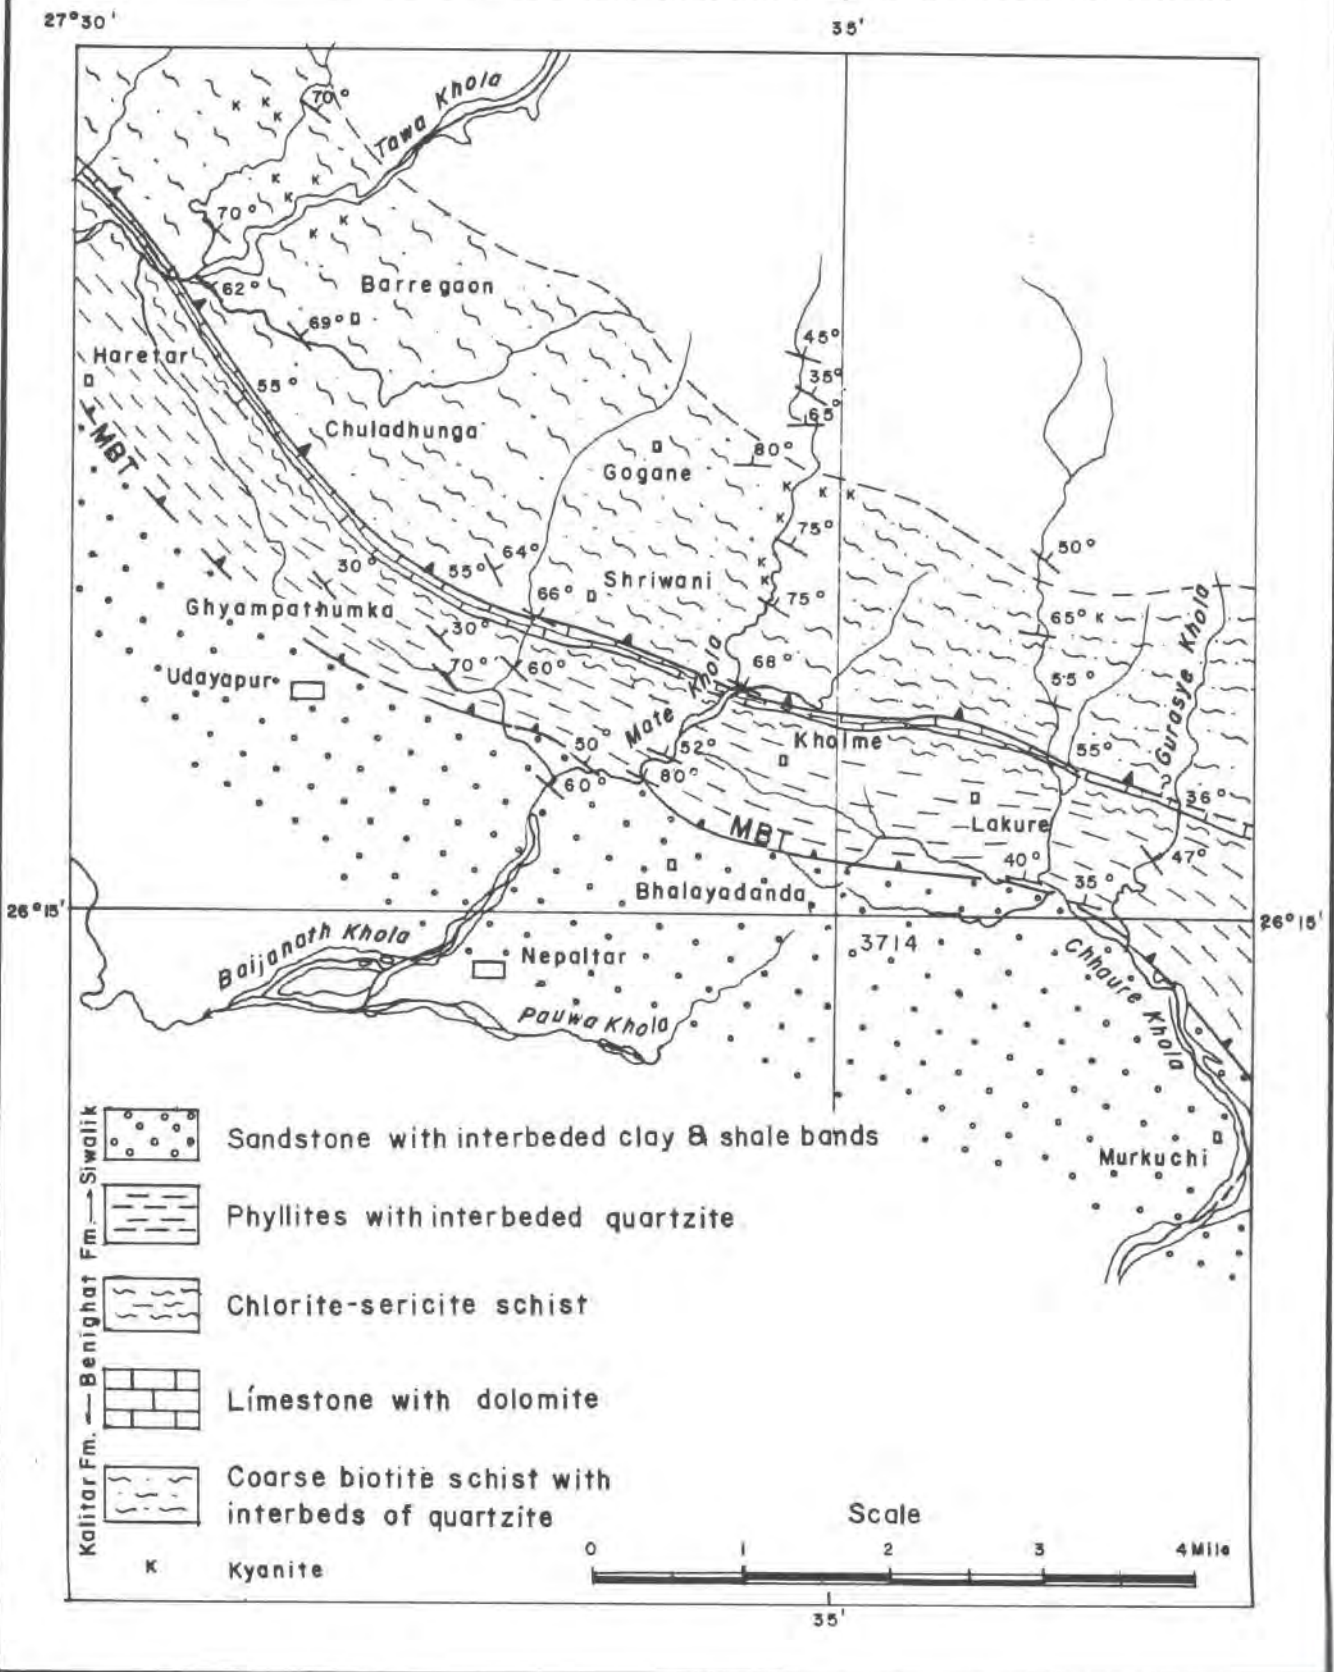 27°30'
35'
70°
Tawa Khola
K K
K
K K
K
70°
K
K
62°
Barregaon
69°
45°
Haretar
35°
55°
65°
MBT
Chuladhunga
80°
Gogane
K K K
K
75°
64°
50°
30°
55°
K
K
Shriwani
66°
75°
Ghyampathumka
65° K
30°
70°
60°
68°
Udayapur
55°
Gurasye Khola
Mate Khola
50°
52°
Kholme
55°
?
36°
60°
80°
MBT
Lakure
40°
47°
35°
Bhalayadanda
26°15'
26°15'
Baijanath Khola
3714
Nepaltar
Chhaure Khola
Pauwa Khola
Murkuchi
Kalitar Fm. Benighat Fm. Siwalik
Sandstone with interbeded clay & shale bands
Phyllites with interbeded quartzite
Chlorite-sericite schist
Limestone with dolomite
Coarse biotite schist with
interbeds of quartzite
K Kyanite
Scale
0 1 2 3 4 Mile
35'